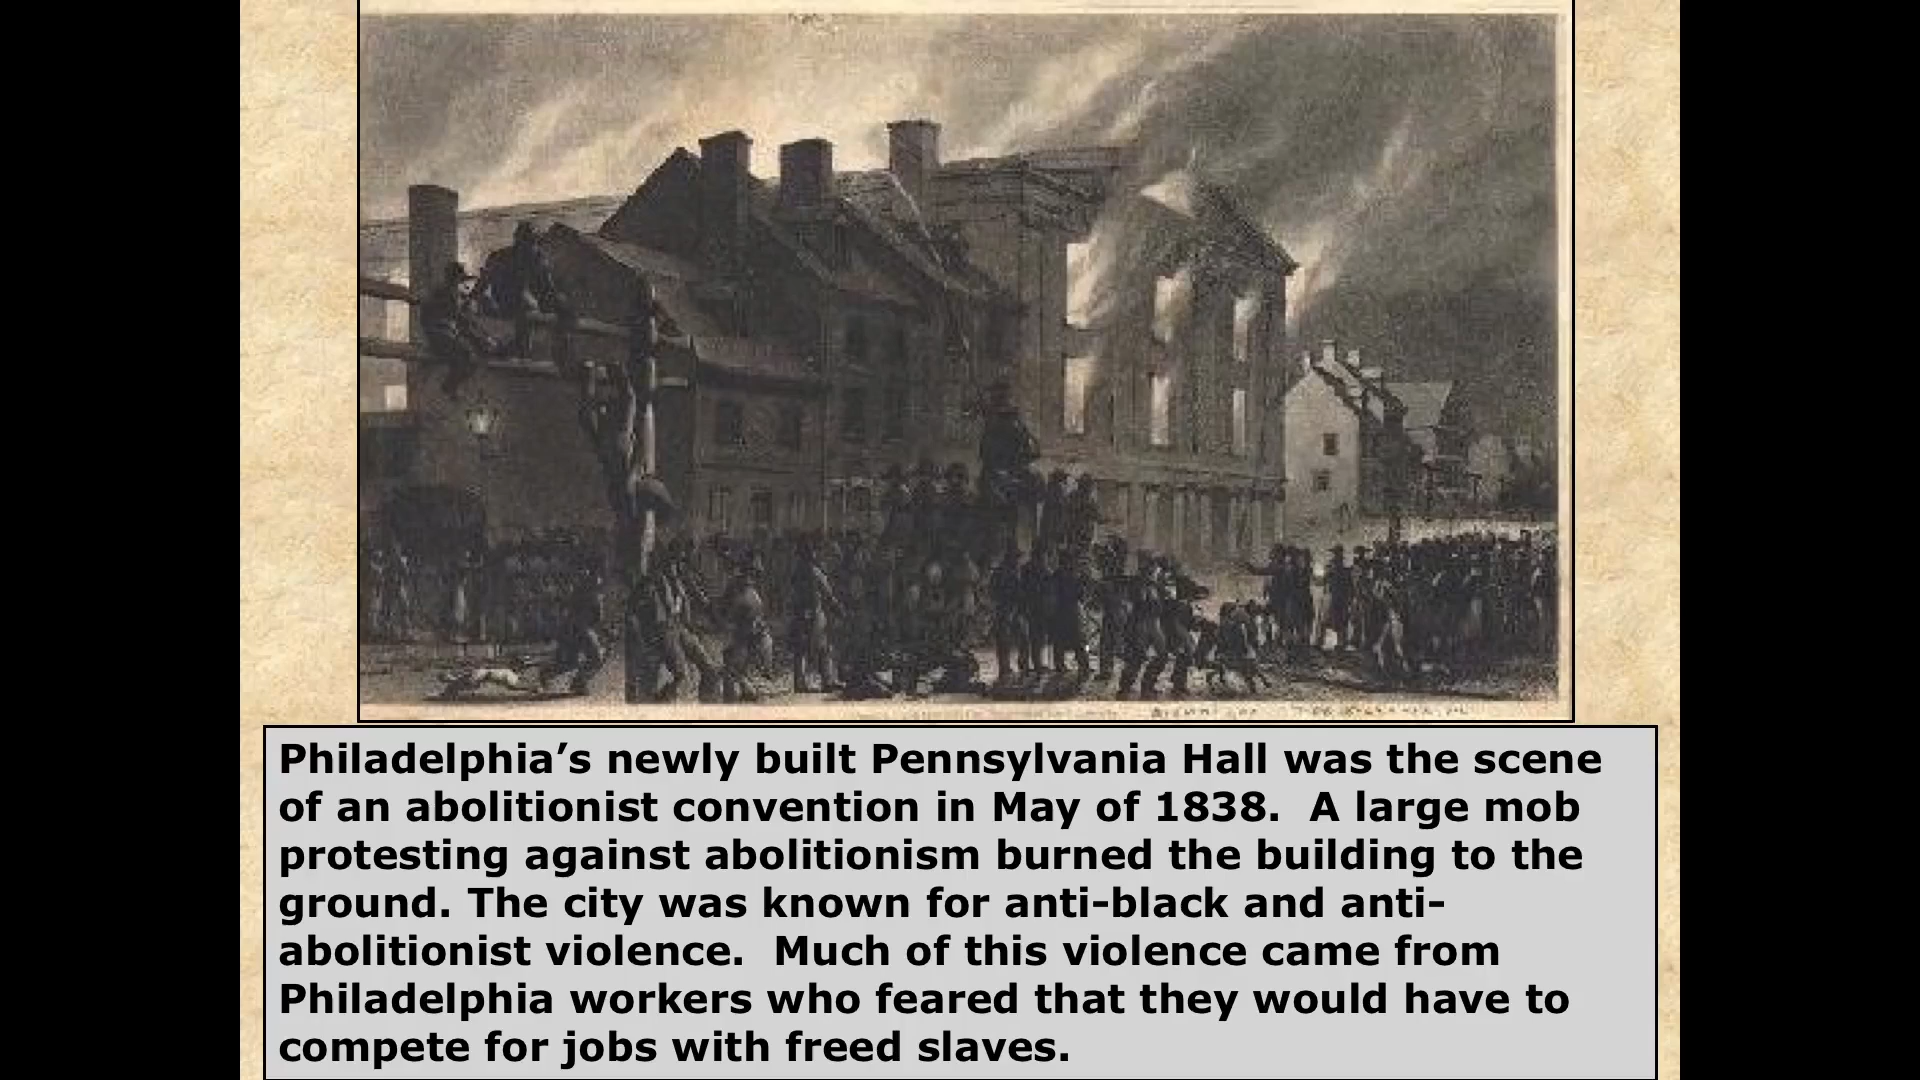 Philadelphia’s newly built Pennsylvania Hall was the scene
of an abolitionist convention in May of 1838.  A large mob
protesting against abolitionism burned the building to the
ground. The city was known for anti-black and anti-
abolitionist violence.  Much of this violence came from
Philadelphia workers who feared that they would have to
compete for jobs with freed slaves.